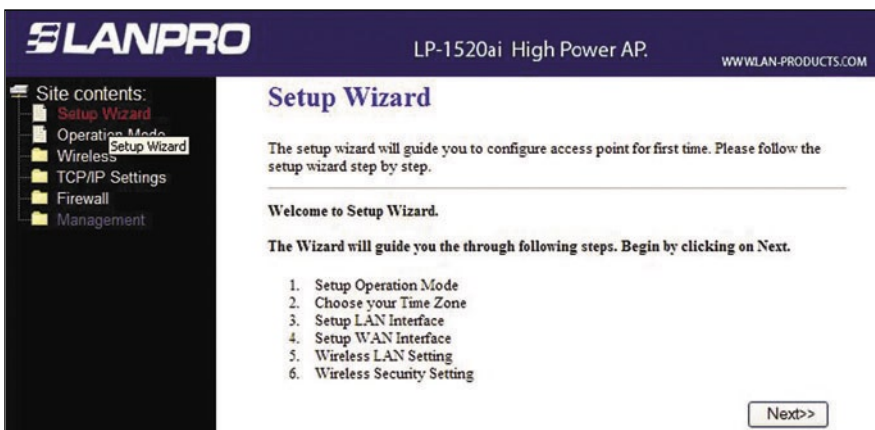 LANPRO
LP-1520ai High Power AP.
WWWLAN-PRODUCTS.COM
Site contents:
Setup Wizard
Operation Mode
Setup Wizard
Wireless
TCP/IP Settings
Firewall
Management
Setup Wizard
The setup wizard will guide you to configure access point for first time. Please follow the
setup wizard step by step.
Welcome to Setup Wizard.
The Wizard will guide you the through following steps. Begin by clicking on Next.
1. Setup Operation Mode
2. Choose your Time Zone
3. Setup LAN Interface
4. Setup WAN Interface
5. Wireless LAN Setting
6. Wireless Security Setting
Next>>